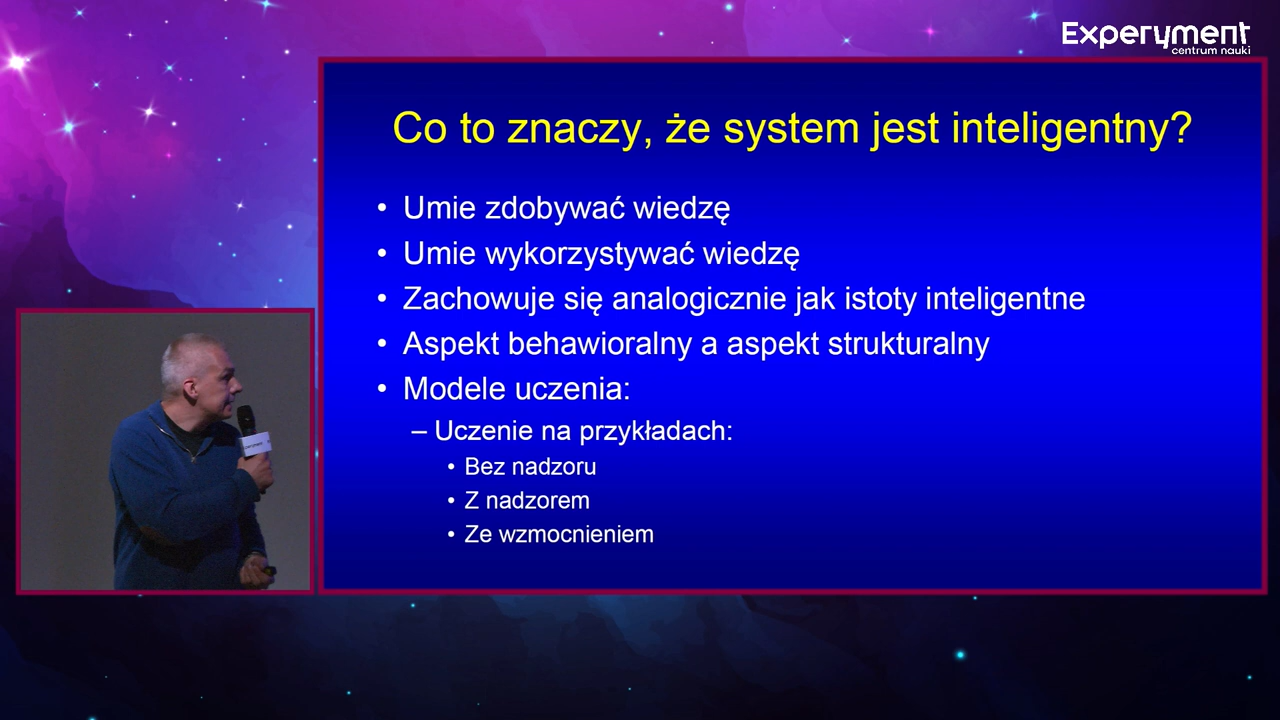 Experyment
centrum nauki
Co to znaczy, że system jest inteligentny?
• Umie zdobywać wiedzę
• Umie wykorzystywać wiedzę
• Zachowuje się analogicznie jak istoty inteligentne
• Aspekt behawioralny a aspekt strukturalny
• Modele uczenia:
– Uczenie na przykładach:
• Bez nadzoru
• Z nadzorem
• Ze wzmocnieniem